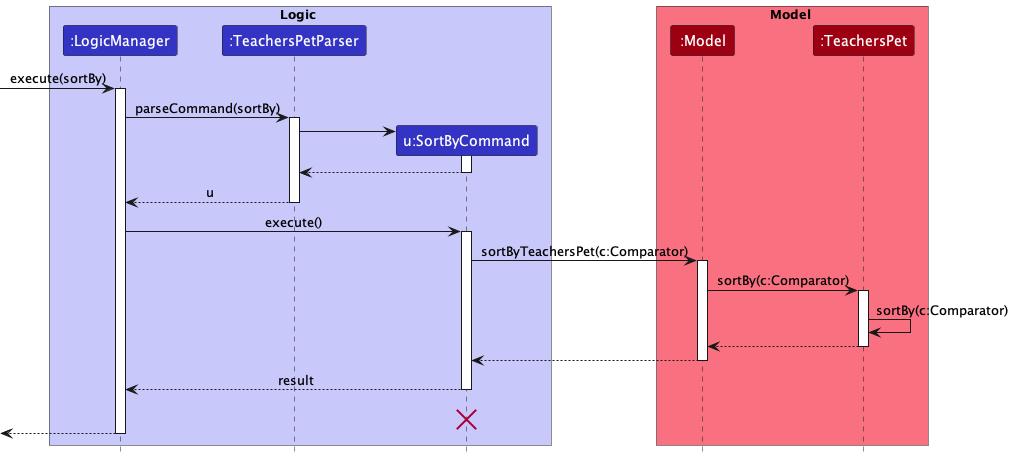 Logic
Model
:LogicManager
:TeachersPetParser
:Model
:TeachersPet
execute(sortBy)
parseCommand(sortBy)
u:SortByCommand
u
execute()
sortByTeachersPet(c:Comparator)
sortBy(c:Comparator)
sortBy(c:Comparator)
result